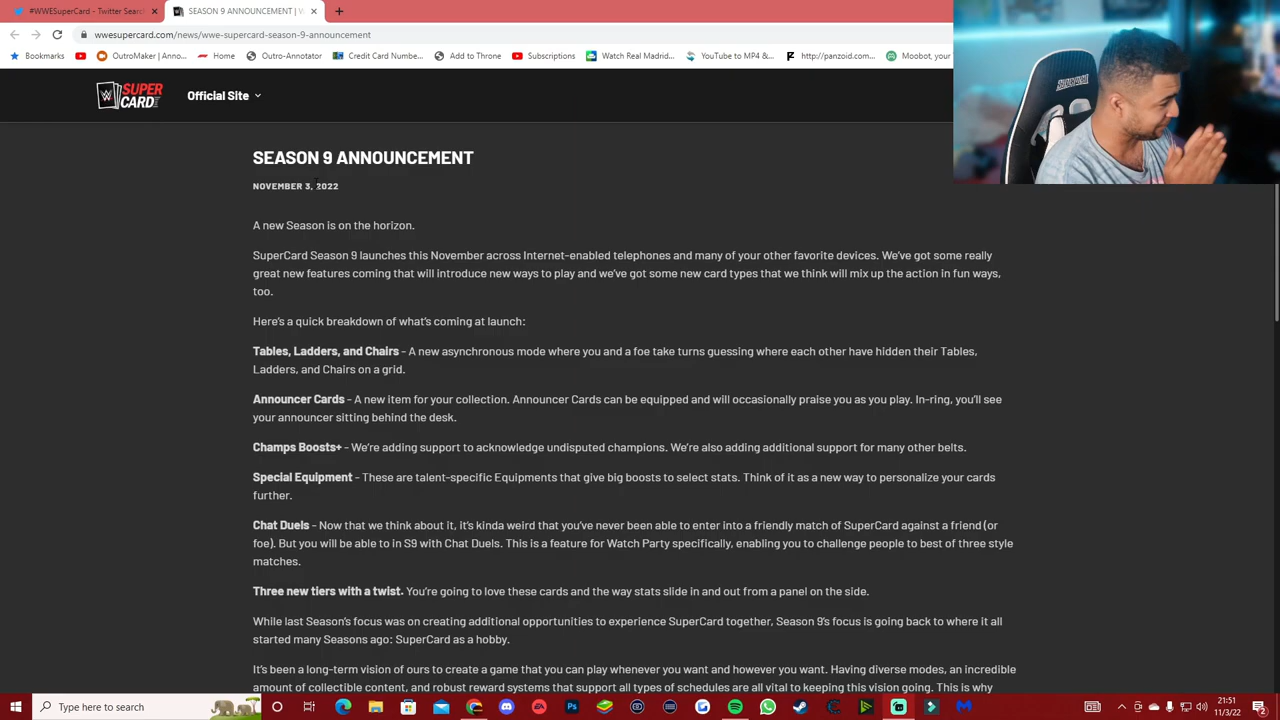 #WWESuperCard - Twitter Searc
SEASON 9 ANNOUNCEMENT | W
wwesupercard.com/news/wwe-supercard-season-9-announcement
Bookmarks
OutroMaker | Anno...
Home
Outro-Annotator
Credit Card Numbe...
Add to Throne
Subscriptions
Watch Real Madrid...
YouTube to MP4 &...
http://panzoid.com...
Moobot, your
SUPER CARD
Official Site
SEASON 9 ANNOUNCEMENT
NOVEMBER 3, 2022
A new Season is on the horizon.
SuperCard Season 9 launches this November across Internet-enabled telephones and many of your other favorite devices. We've got some really
great new features coming that will introduce new ways to play and we've got some new card types that we think will mix up the action in fun ways,
too.
Here's a quick breakdown of what's coming at launch:
Tables, Ladders, and Chairs - A new asynchronous mode where you and a foe take turns guessing where each other have hidden their Tables,
Ladders, and Chairs on a grid.
Announcer Cards - A new item for your collection. Announcer Cards can be equipped and will occasionally praise you as you play. In-ring, you'll see
your announcer sitting behind the desk.
Champs Boosts+ - We're adding support to acknowledge undisputed champions. We're also adding additional support for many other belts.
Special Equipment - These are talent-specific Equipments that give big boosts to select stats. Think of it as a new way to personalize your cards
further.
Chat Duels - Now that we think about it, it's kinda weird that you've never been able to enter into a friendly match of SuperCard against a friend (or
foe). But you will be able to in S9 with Chat Duels. This is a feature for Watch Party specifically, enabling you to challenge people to best of three style
matches.
Three new tiers with a twist. You're going to love these cards and the way stats slide in and out from a panel on the side.
While last Season's focus was on creating additional opportunities to experience SuperCard together, Season 9's focus is going back to where it all
started many Seasons ago: SuperCard as a hobby.
It's been a long-term vision of ours to create a game that you can play whenever you want and however you want. Having diverse modes, an incredible
amount of collectible content, and robust reward systems that support all types of schedules are all vital to keeping this vision going. This is why
Type here to search
21:51
11/3/22